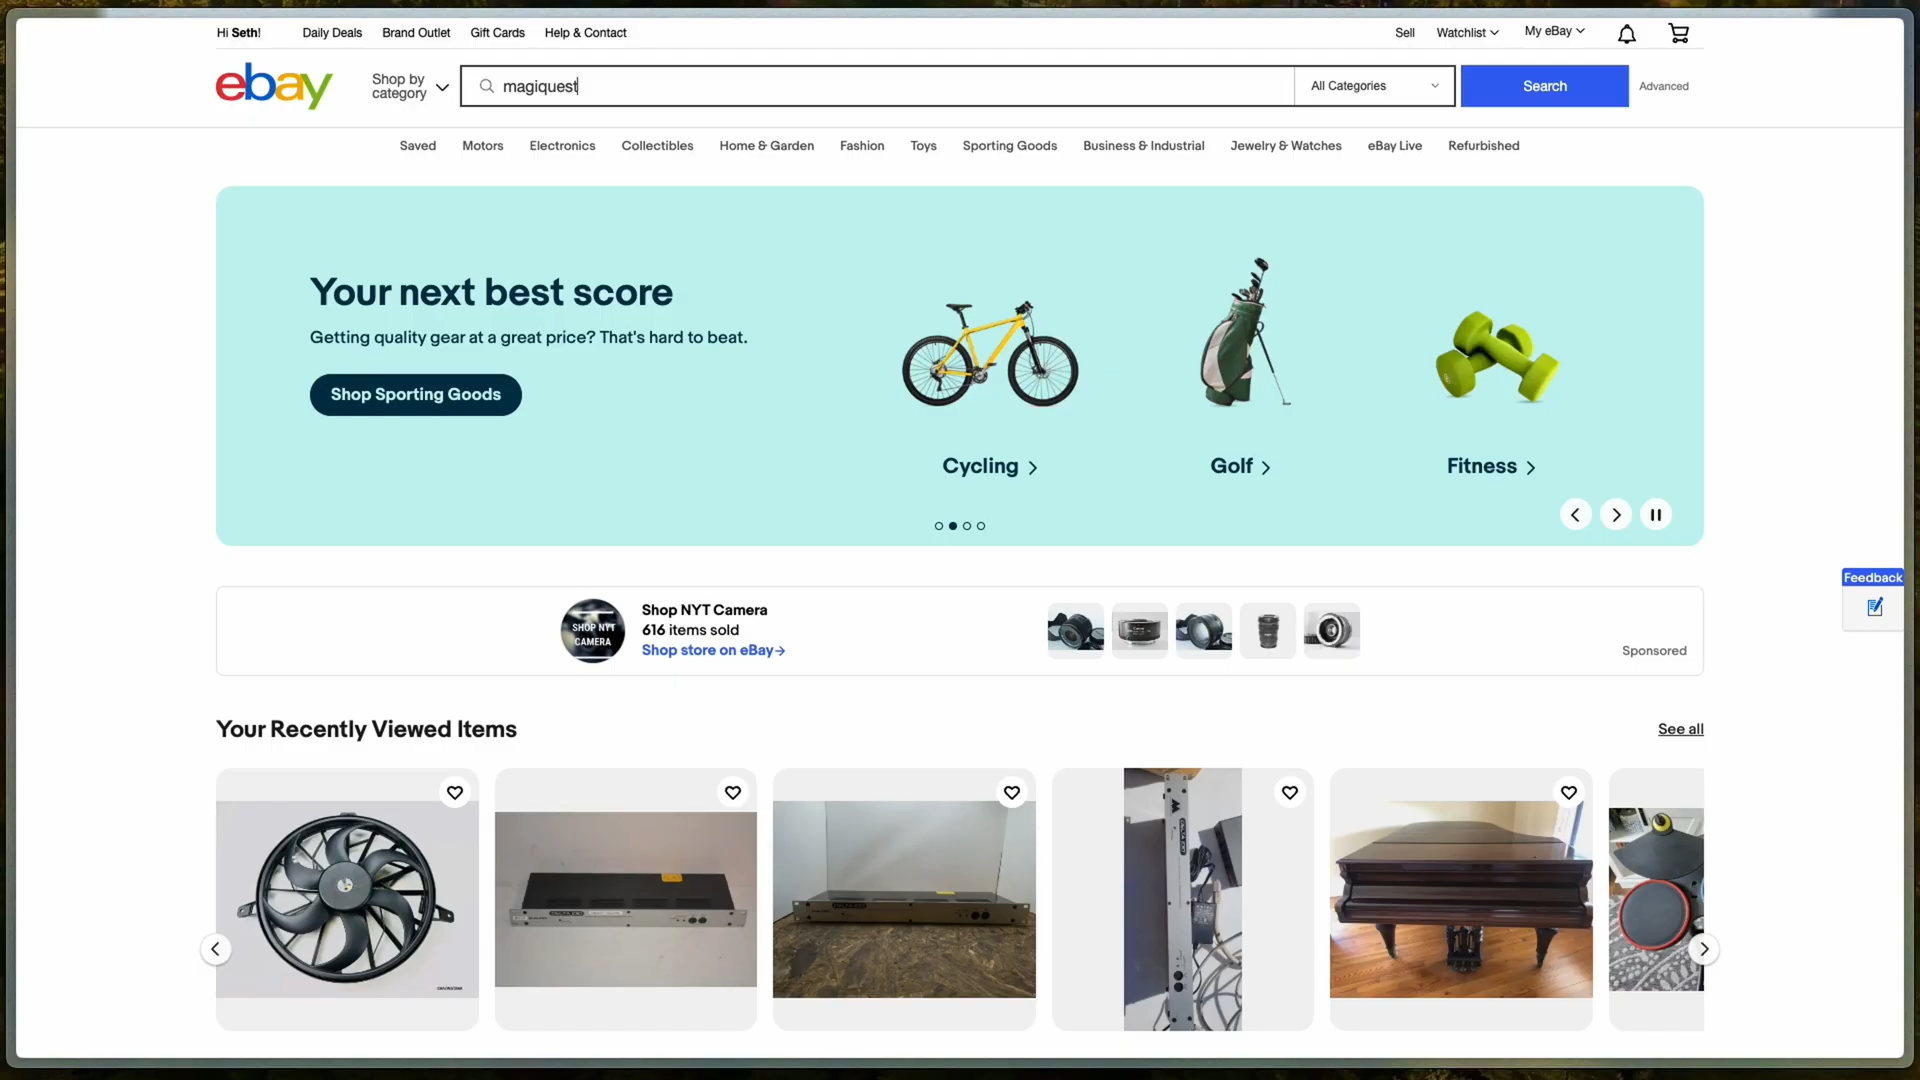 Hi Seth!
Daily Deals
Brand Outlet
Gift Cards
Help & Contact
Sell
Watchlist
My eBay
ebay
Shop by
category
magiquest
All Categories
Search
Advanced
Saved
Motors
Electronics
Collectibles
Home & Garden
Fashion
Toys
Sporting Goods
Business & Industrial
Jewelry & Watches
eBay Live
Refurbished
Your next best score
Getting quality gear at a great price? That's hard to beat.
Shop Sporting Goods
Cycling
Golf
Fitness
Feedback
SHOP NYT
CAMERA
Shop NYT Camera
616 items sold
Shop store on eBay
Sponsored
Your Recently Viewed Items
See all